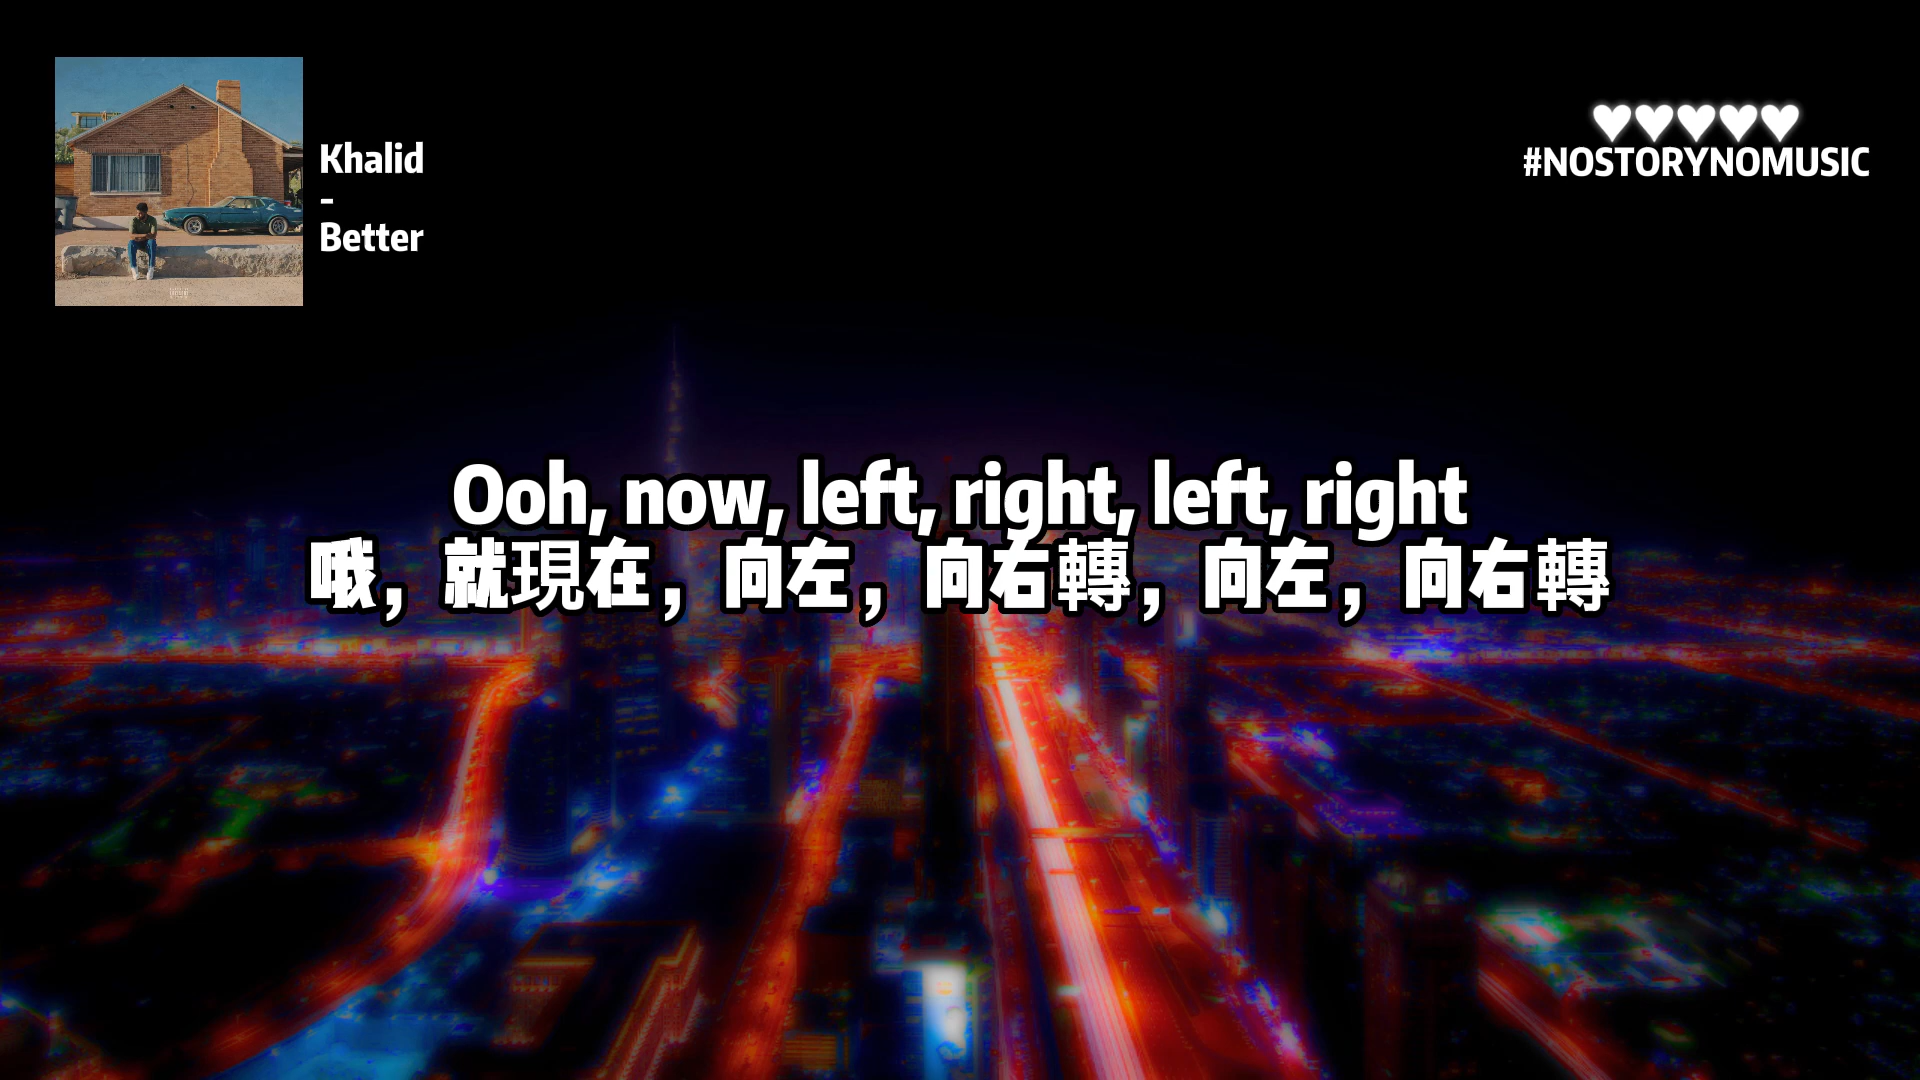 Khalid
-
Better
♥♥♥♥♥
#NOSTORYNOMUSIC
Ooh, now, left, right, left, right
哦，就現在，向左，向右轉，向左，向右轉